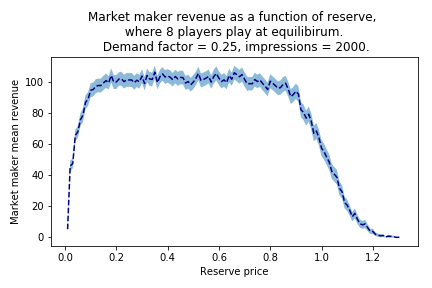 Market maker revenue as a function of reserve,
where 8 players play at equilibirum.
Demand factor = 0.25, impressions = 2000.
Market maker mean revenue
100
80
60
40
20
0
0.0 0.2 0.4 0.6 0.8 1.0 1.2
Reserve price